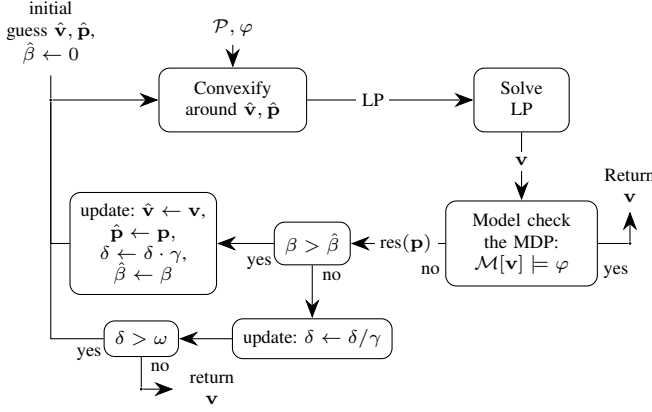 initial
guess v̂, p̂,
β̂ ← 0
𝒫, φ
Convexify
around v̂, p̂
LP
Solve
LP
v
Return
v
Model check
the MDP:
ℳ[v] ⊨ φ
yes
no
res(p)
β > β̂
yes
no
update: v̂ ← v,
p̂ ← p,
δ ← δ · γ,
β̂ ← β
update: δ ← δ/γ
δ > ω
yes
no
return
v